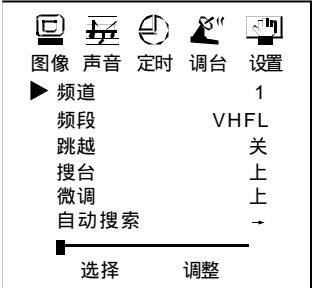 图像 声音 定时 调台 设置
▶ 频道 1
频段 VHFL
跳越 关
搜台 上
微调 上
自动搜索 →
选择 调整